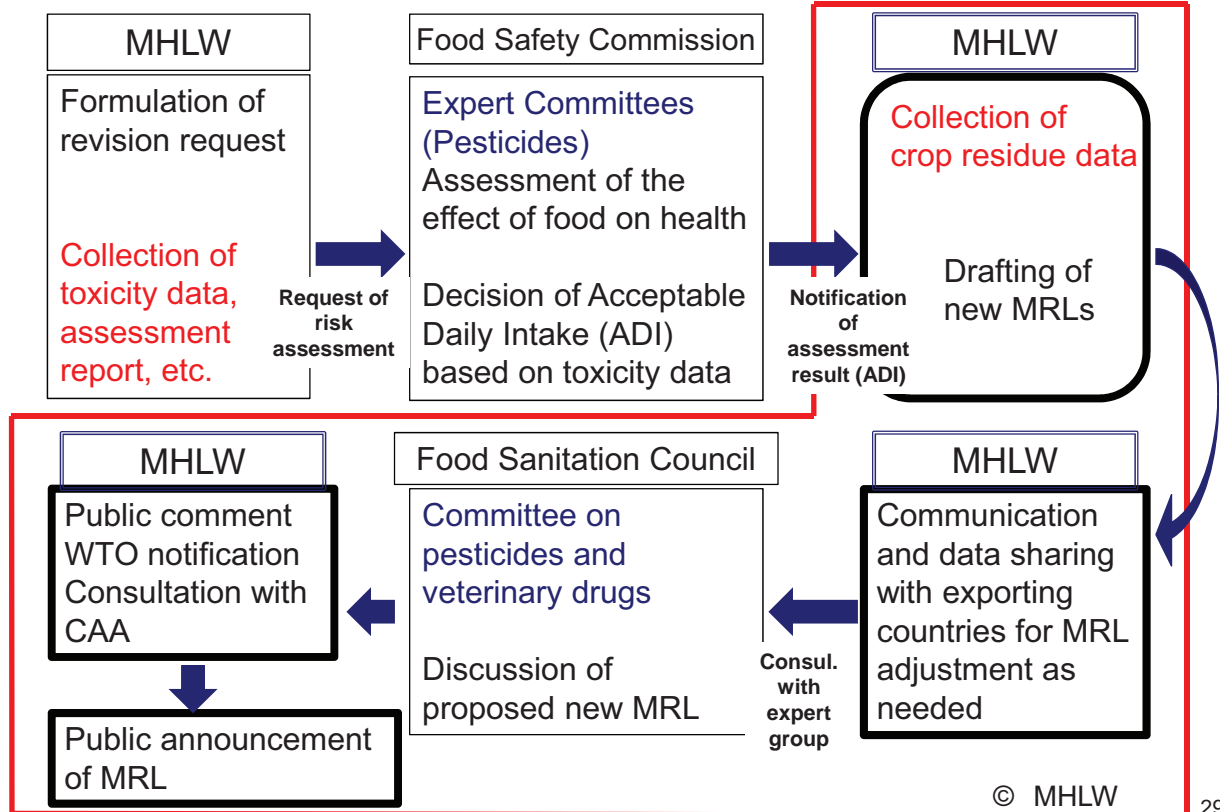 MHLW
Formulation of
revision request
Collection of
toxicity data,
assessment
report, etc.
Request of
risk
assessment
Food Safety Commission
Expert Committees
(Pesticides)
Assessment of the
effect of food on health
Decision of Acceptable
Daily Intake (ADI)
based on toxicity data
Notification
of
assessment
result (ADI)
MHLW
Collection of
crop residue data
Drafting of
new MRLs
MHLW
Communication
and data sharing
with exporting
countries for MRL
adjustment as
needed
Consul.
with
expert
group
Food Sanitation Council
Committee on
pesticides and
veterinary drugs
Discussion of
proposed new MRL
MHLW
Public comment
WTO notification
Consultation with
CAA
Public announcement
of MRL
© MHLW
29